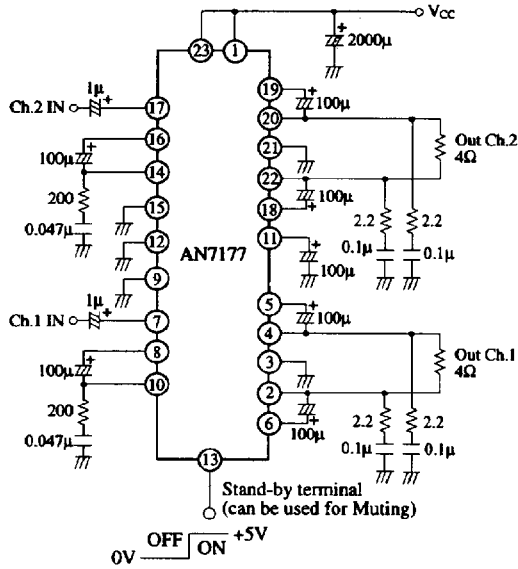 VCC
23 1
2000μ
1μ
Ch.2 IN
17
19
100μ
16
20
100μ
14
21
Out Ch.2
4Ω
200
22
15
100μ
18
2.2
2.2
0.047μ
12
AN7177
11
0.1μ
0.1μ
9
100μ
1μ
Ch.1 IN
7
5
100μ
8
4
100μ
10
3
Out Ch.1
4Ω
200
2
6
100μ
2.2
2.2
0.047μ
0.1μ
0.1μ
13
Stand-by terminal
(can be used for Muting)
OFF
+5V
0V
ON